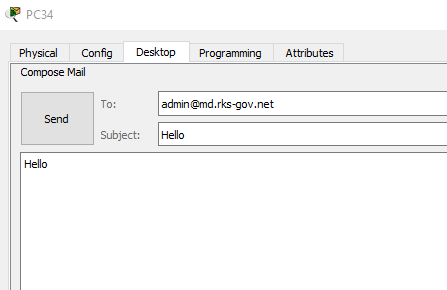 PC34
Physical Config Desktop Programming Attributes
Compose Mail
Send
To: admin@md.rks-gov.net
Subject: Hello
Hello